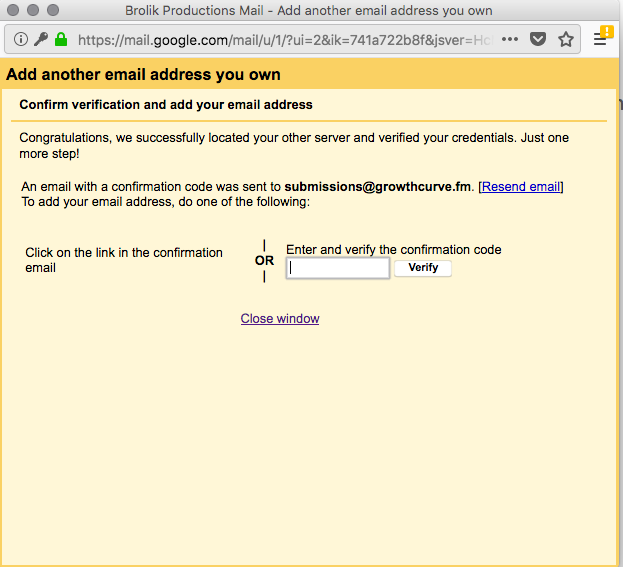 Brolik Productions Mail - Add another email address you own
https://mail.google.com/mail/u/1/?ui=2&ik=741a722b8f&jsver=
Add another email address you own
Confirm verification and add your email address
Congratulations, we successfully located your other server and verified your credentials. Just one
more step!
An email with a confirmation code was sent to submissions@growthcurve.fm. [Resend email]
To add your email address, do one of the following:
Click on the link in the confirmation
email
OR
Enter and verify the confirmation code
Verify
Close window